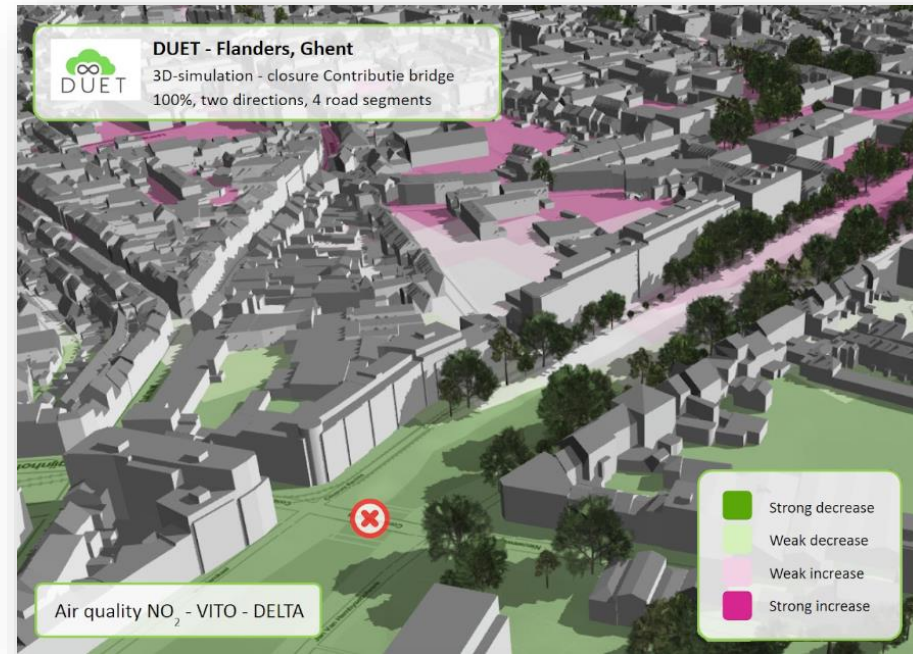 DUET
DUET - Flanders, Ghent
3D-simulation - closure Contributie bridge
100%, two directions, 4 road segments
Strong decrease
Weak decrease
Weak increase
Strong increase
Air quality NO₂ - VITO - DELTA